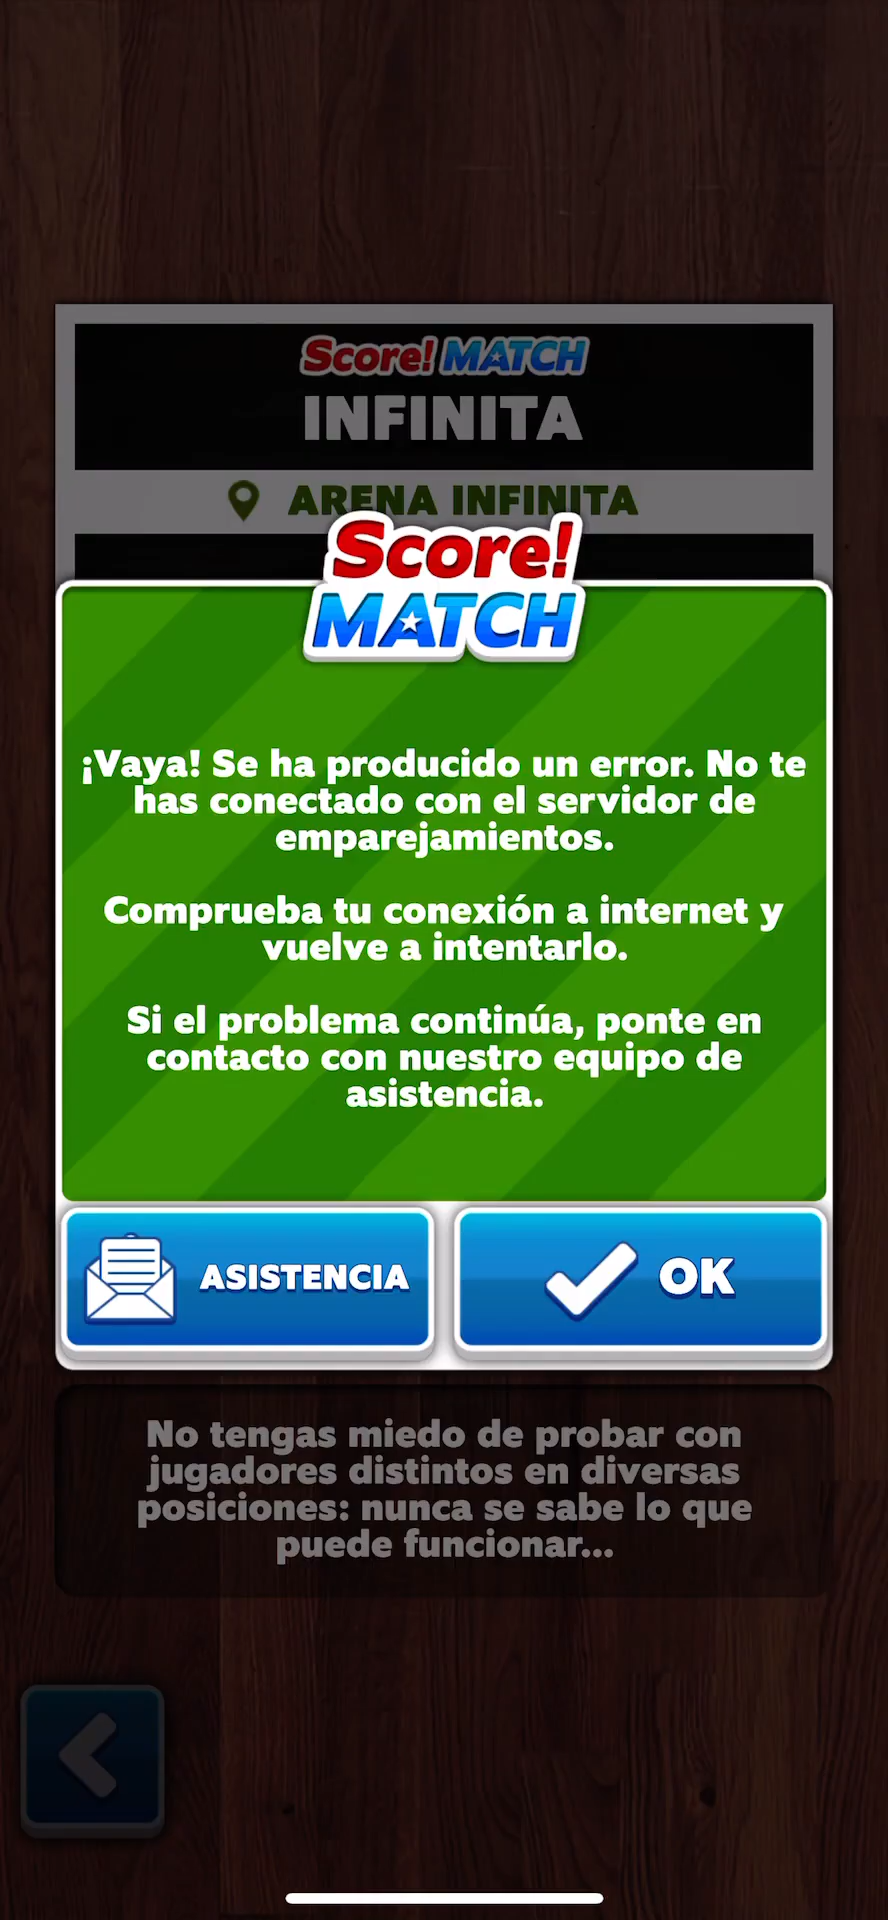 Score! MATCH
INFINITA
ARENA INFINITA
Score!
MATCH
¡Vaya! Se ha producido un error. No te
has conectado con el servidor de
emparejamientos.
Comprueba tu conexión a internet y
vuelve a intentarlo.
Si el problema continúa, ponte en
contacto con nuestro equipo de
asistencia.
ASISTENCIA
OK
No tengas miedo de probar con
jugadores distintos en diversas
posiciones: nunca se sabe lo que
puede funcionar...